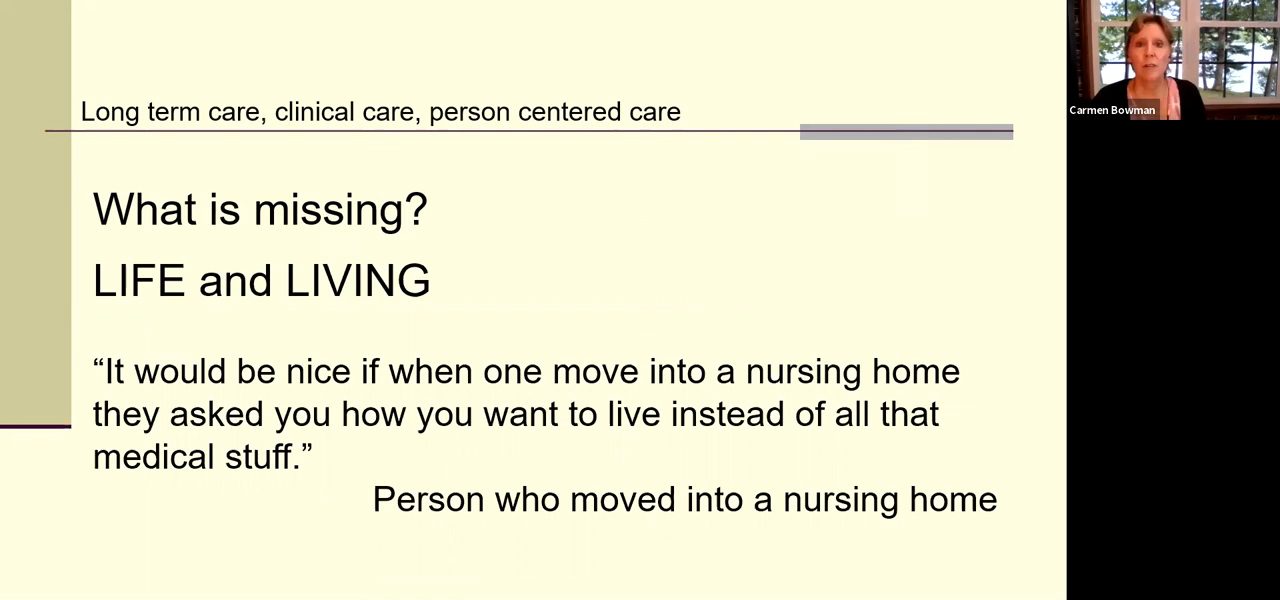 Long term care, clinical care, person centered care
What is missing?
LIFE and LIVING
“It would be nice if when one move into a nursing home
they asked you how you want to live instead of all that
medical stuff.”
Person who moved into a nursing home
Carmen Bowman